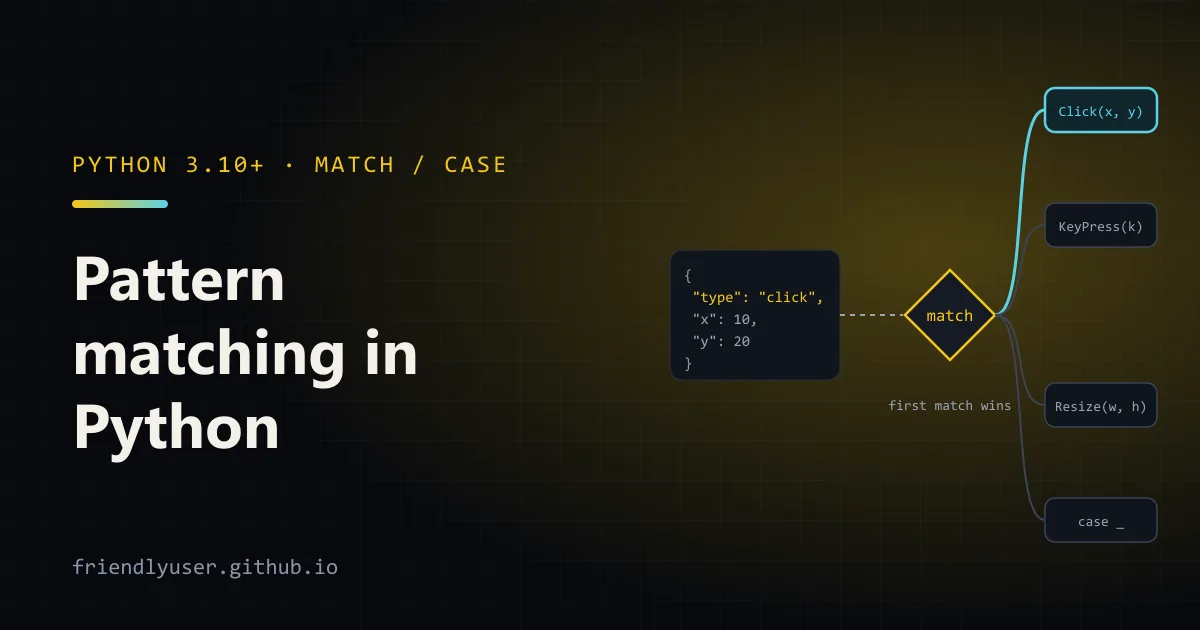 PYTHON 3.10+ · MATCH / CASE
Pattern
matching in
Python
friendlyuser.github.io
{
"type": "click",
"x": 10,
"y": 20
}
match
first match wins
Click(x, y)
KeyPress(k)
Resize(w, h)
case _